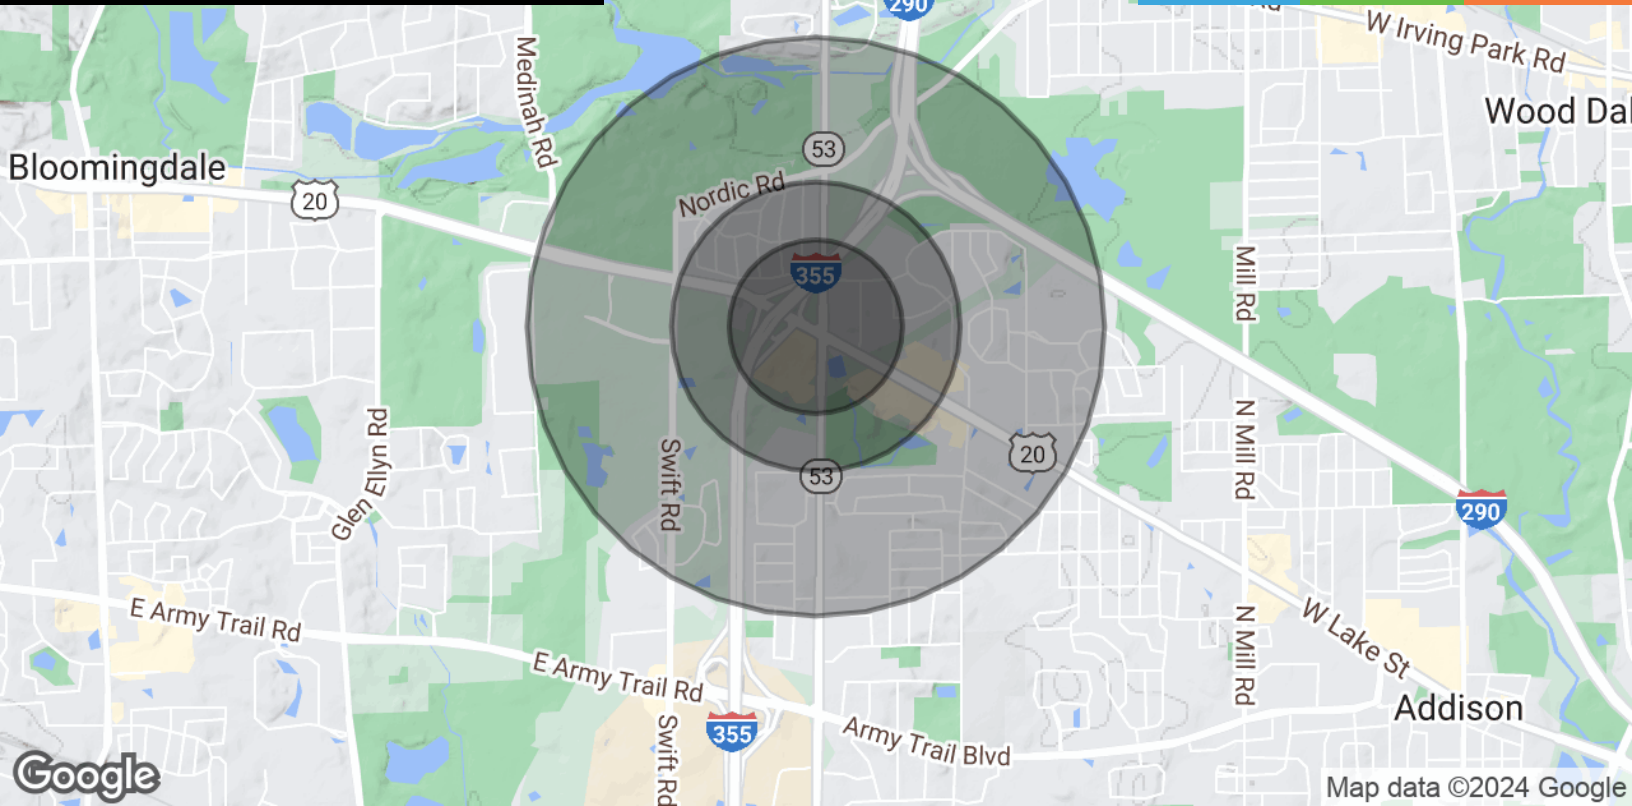 290
W Irving Park Rd
Medinah Rd
Wood Dal
53
Bloomingdale
20
Nordic Rd
355
Mill Rd
Glen Ellyn Rd
Swift Rd
53
20
N Mill Rd
290
E Army Trail Rd
W Lake St
N Mill Rd
E Army Trail Rd
Addison
355
Swift Rd
Army Trail Blvd
Google
Map data ©2024 Google